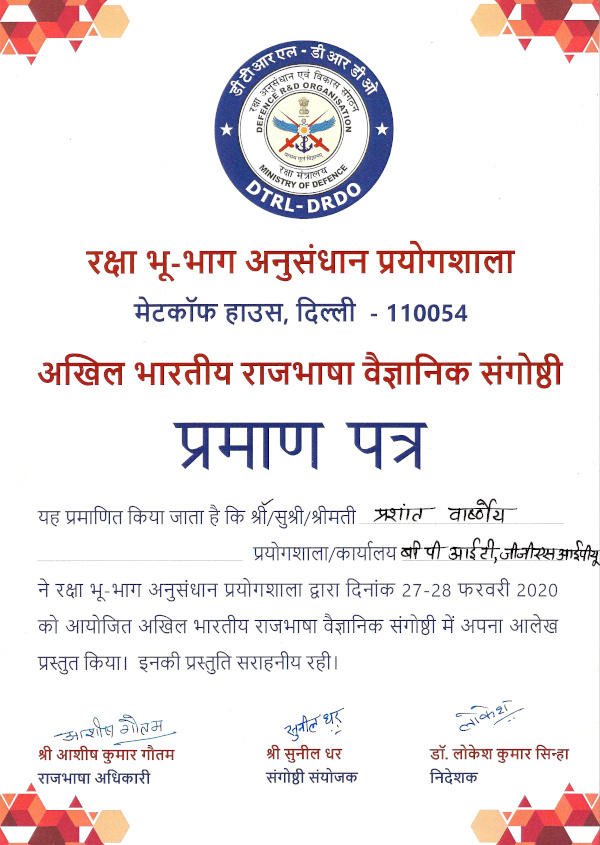 डी टी आर एल - डी आर डी ओ
रक्षा अनुसंधान एवं विकास संगठन
DEFENCE R&D ORGANISATION
रक्षा मंत्रालय
MINISTRY OF DEFENCE
DTRL-DRDO
रक्षा भू-भाग अनुसंधान प्रयोगशाला
मेटकॉफ हाउस, दिल्ली - 110054
अखिल भारतीय राजभाषा वैज्ञानिक संगोष्ठी
प्रमाण पत्र
यह प्रमाणित किया जाता है कि श्री/सुश्री/श्रीमती प्रशांत वार्ष्णेय
प्रयोगशाला/कार्यालय बी पी आई टी, जीजीएसआईपीयू
ने रक्षा भू-भाग अनुसंधान प्रयोगशाला द्वारा दिनांक 27-28 फरवरी 2020
को आयोजित अखिल भारतीय राजभाषा वैज्ञानिक संगोष्ठी में अपना आलेख
प्रस्तुत किया। इनकी प्रस्तुति सराहनीय रही।
आशीष गौतम सुनील धर लोकेश
श्री आशीष कुमार गौतम श्री सुनील धर डॉ. लोकेश कुमार सिन्हा
राजभाषा अधिकारी संगोष्ठी संयोजक निदेशक